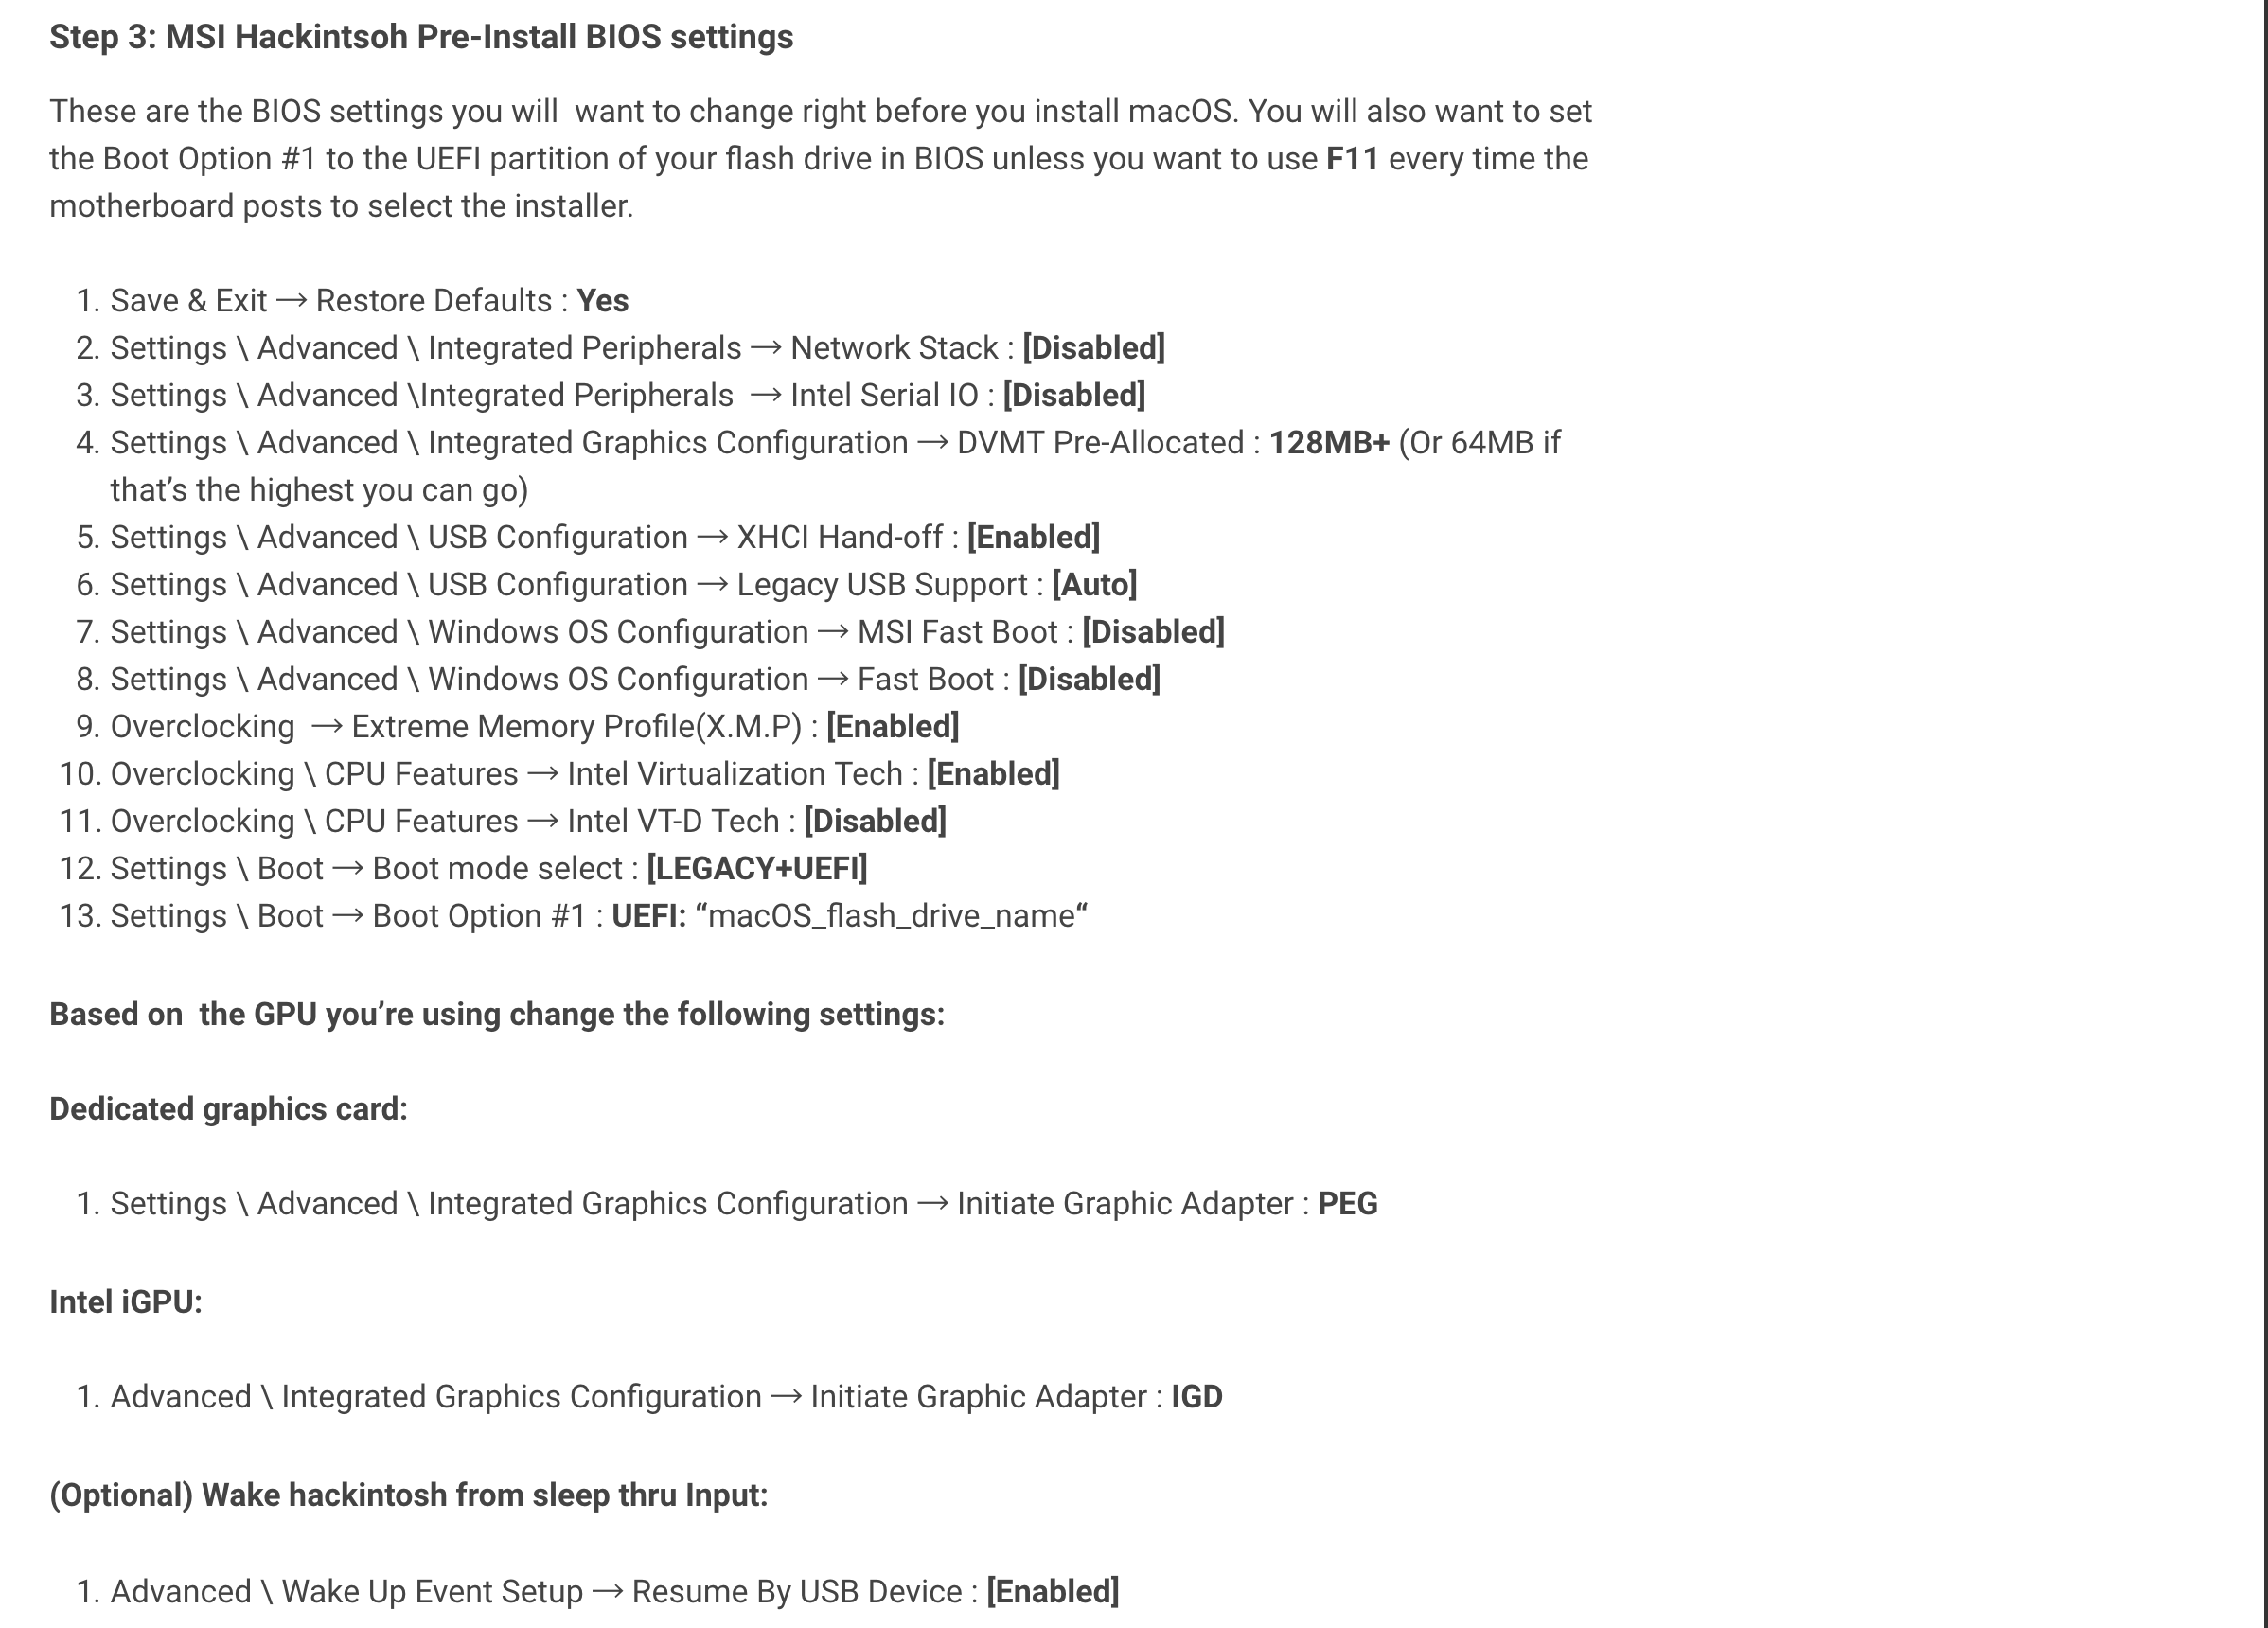 Step 3: MSI Hackintsoh Pre-Install BIOS settings
These are the BIOS settings you will  want to change right before you install macOS. You will also want to set
the Boot Option #1 to the UEFI partition of your flash drive in BIOS unless you want to use F11 every time the
motherboard posts to select the installer.
1. Save & Exit → Restore Defaults : Yes
2. Settings \ Advanced \ Integrated Peripherals → Network Stack : [Disabled]
3. Settings \ Advanced \Integrated Peripherals  → Intel Serial IO : [Disabled]
4. Settings \ Advanced \ Integrated Graphics Configuration → DVMT Pre-Allocated : 128MB+ (Or 64MB if
that’s the highest you can go)
5. Settings \ Advanced \ USB Configuration → XHCI Hand-off : [Enabled]
6. Settings \ Advanced \ USB Configuration → Legacy USB Support : [Auto]
7. Settings \ Advanced \ Windows OS Configuration → MSI Fast Boot : [Disabled]
8. Settings \ Advanced \ Windows OS Configuration → Fast Boot : [Disabled]
9. Overclocking  → Extreme Memory Profile(X.M.P) : [Enabled]
10. Overclocking \ CPU Features → Intel Virtualization Tech : [Enabled]
11. Overclocking \ CPU Features → Intel VT-D Tech : [Disabled]
12. Settings \ Boot → Boot mode select : [LEGACY+UEFI]
13. Settings \ Boot → Boot Option #1 : UEFI: “macOS_flash_drive_name“
Based on  the GPU you’re using change the following settings:
Dedicated graphics card:
1. Settings \ Advanced \ Integrated Graphics Configuration → Initiate Graphic Adapter : PEG
Intel iGPU:
1. Advanced \ Integrated Graphics Configuration → Initiate Graphic Adapter : IGD
(Optional) Wake hackintosh from sleep thru Input:
1. Advanced \ Wake Up Event Setup → Resume By USB Device : [Enabled]